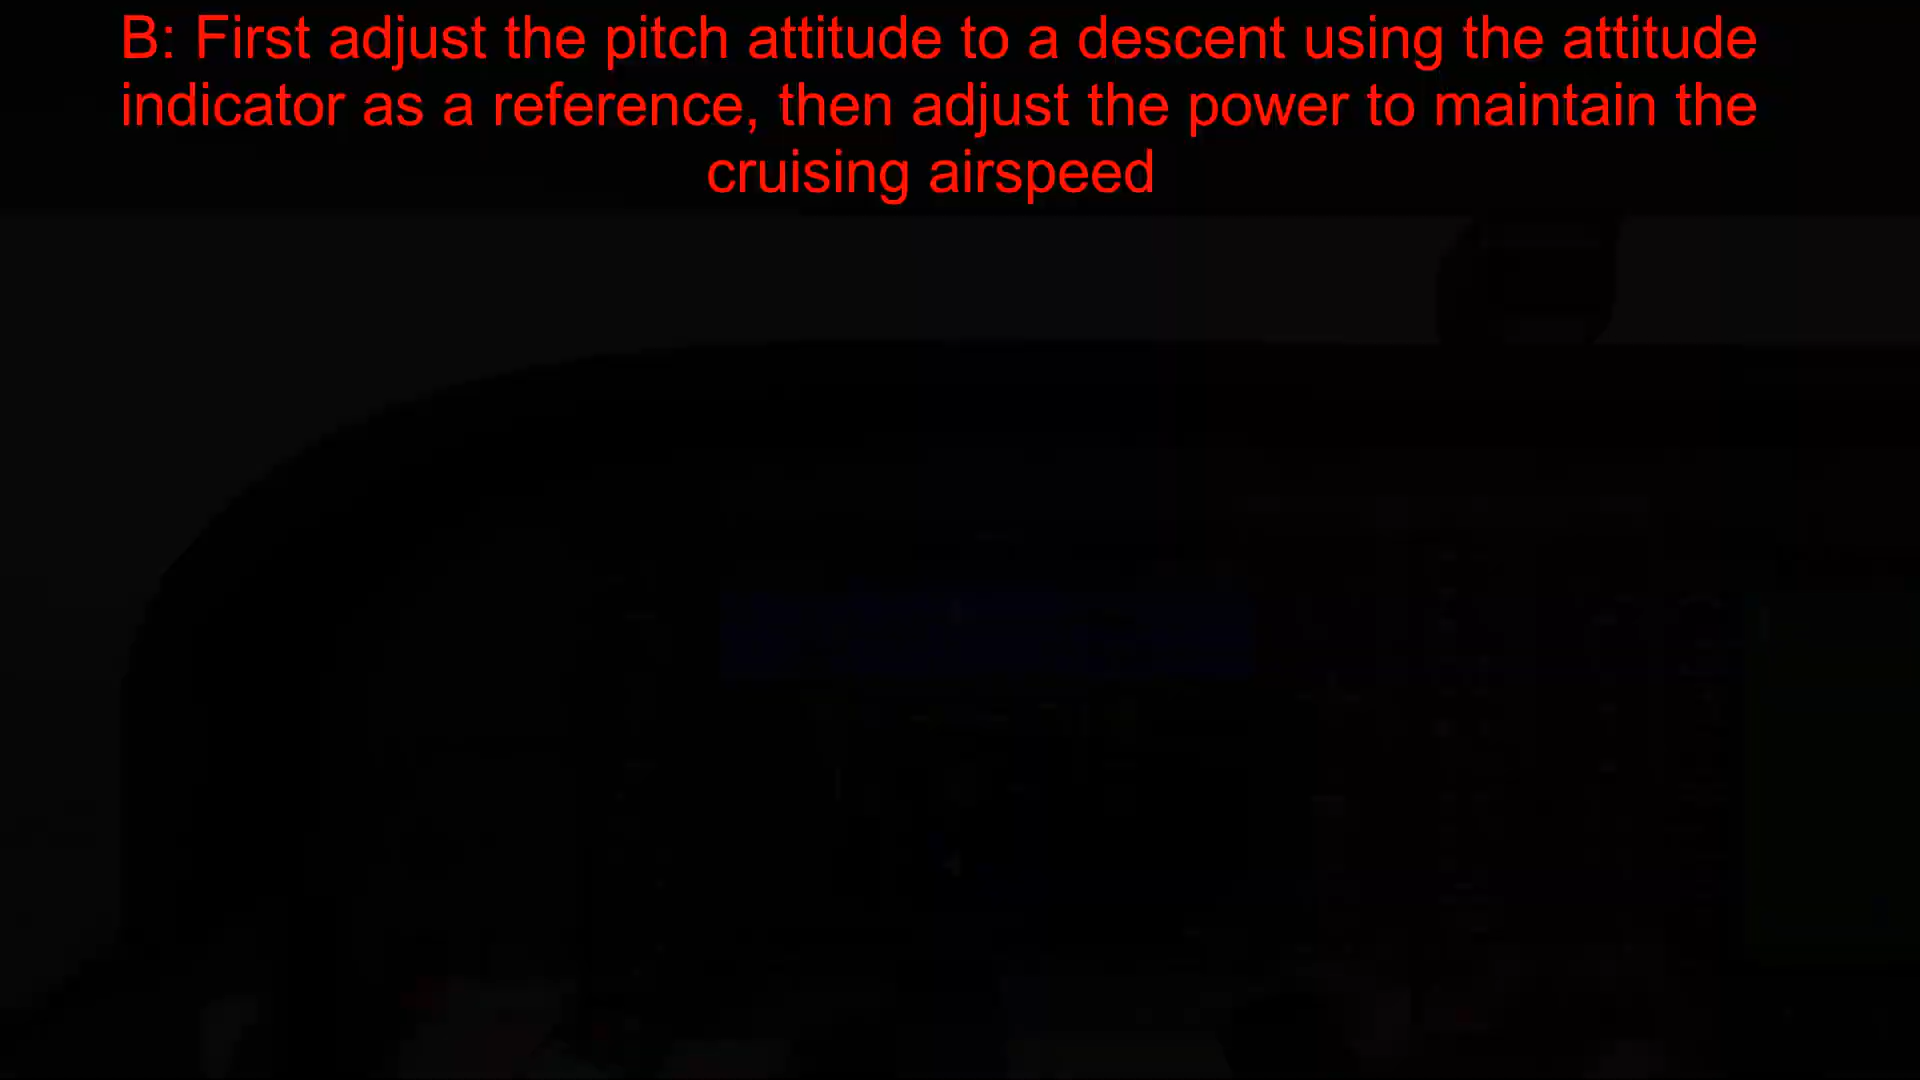 B: First adjust the pitch attitude to a descent using the attitude
indicator as a reference, then adjust the power to maintain the
cruising airspeed